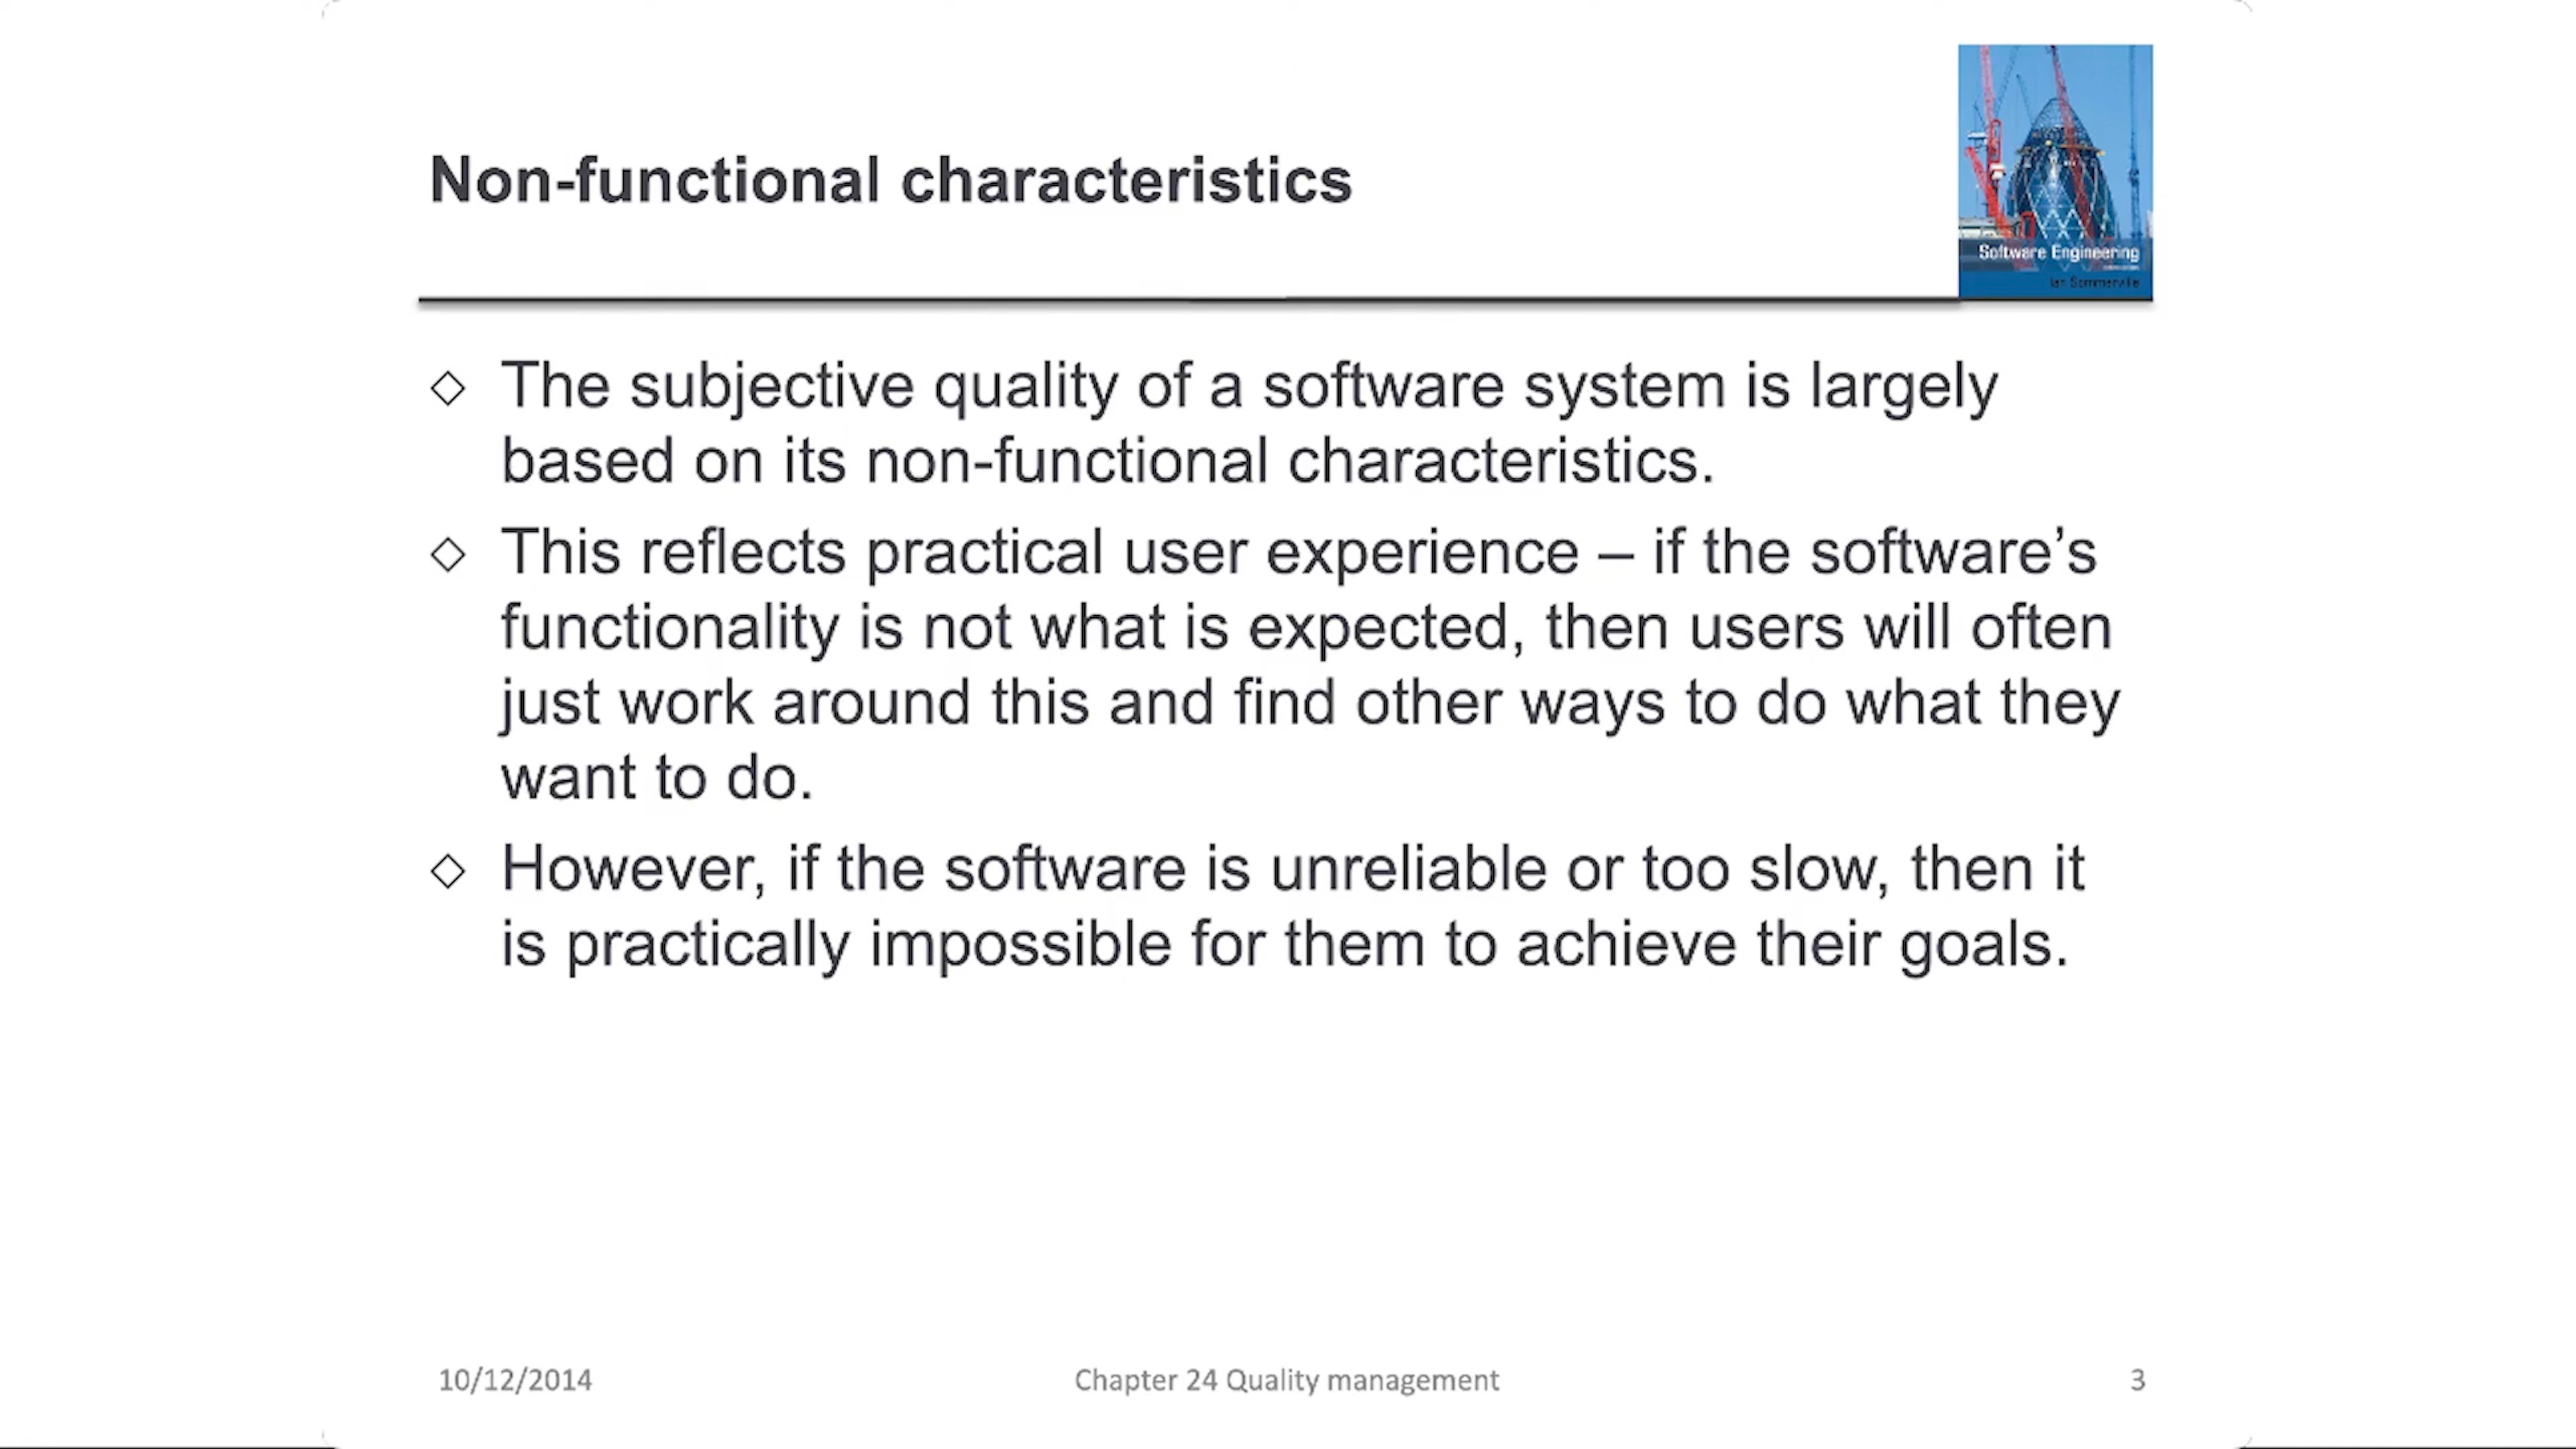 Non-functional characteristics
Software Engineering
Ian Sommerville
◇ The subjective quality of a software system is largely
based on its non-functional characteristics.
◇ This reflects practical user experience – if the software’s
functionality is not what is expected, then users will often
just work around this and find other ways to do what they
want to do.
◇ However, if the software is unreliable or too slow, then it
is practically impossible for them to achieve their goals.
10/12/2014
Chapter 24 Quality management
3